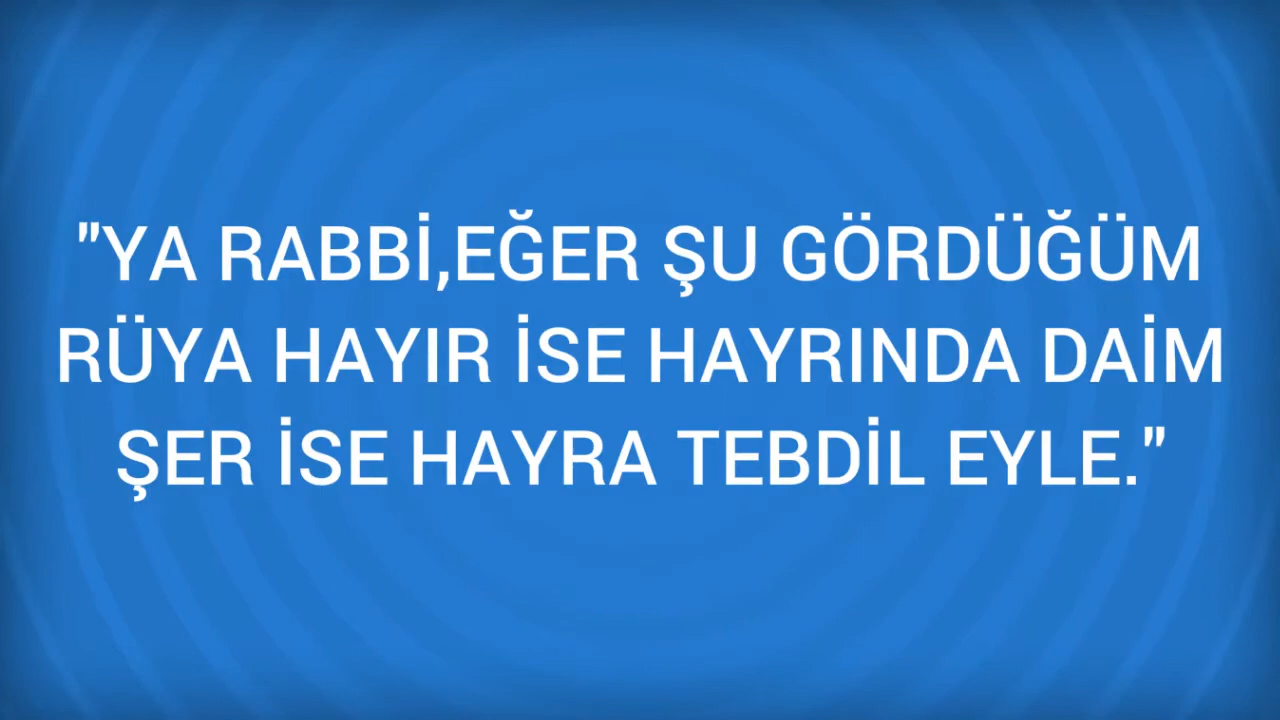 "YA RABBİ,EĞER ŞU GÖRDÜĞÜM
RÜYA HAYIR İSE HAYRINDA DAİM
ŞER İSE HAYRA TEBDİL EYLE."